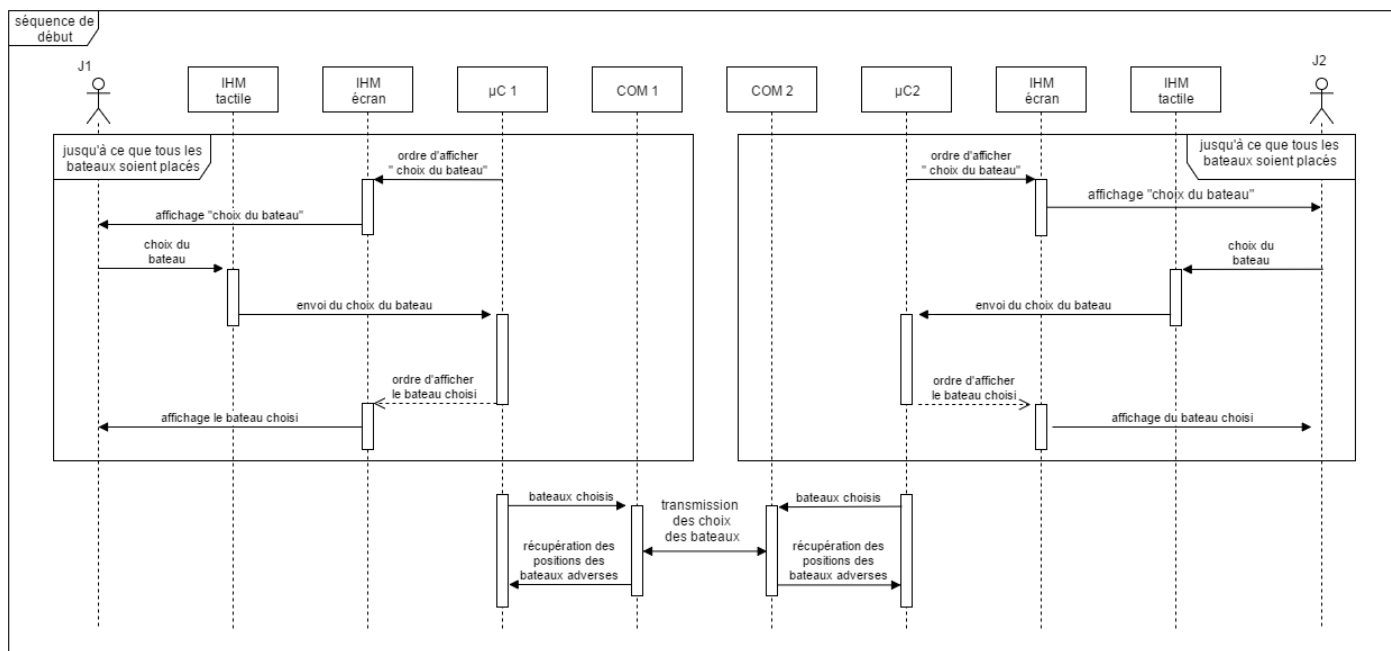 séquence de
début
J1
IHM
tactile
IHM
écran
µC 1
COM 1
COM 2
µC2
IHM
écran
IHM
tactile
J2
jusqu'à ce que tous les
bateaux soient placés
ordre d'afficher
" choix du bateau"
ordre d'afficher
" choix du bateau"
jusqu'à ce que tous les
bateaux soient placés
affichage "choix du bateau"
affichage "choix du bateau"
choix du
bateau
choix du
bateau
envoi du choix du bateau
envoi du choix du bateau
ordre d'afficher
le bateau choisi
ordre d'afficher
le bateau choisi
affichage le bateau choisi
affichage du bateau choisi
bateaux choisis
transmission
des choix
des bateaux
bateaux choisis
récupération des
positions des
bateaux adverses
récupération des
positions des
bateaux adverses